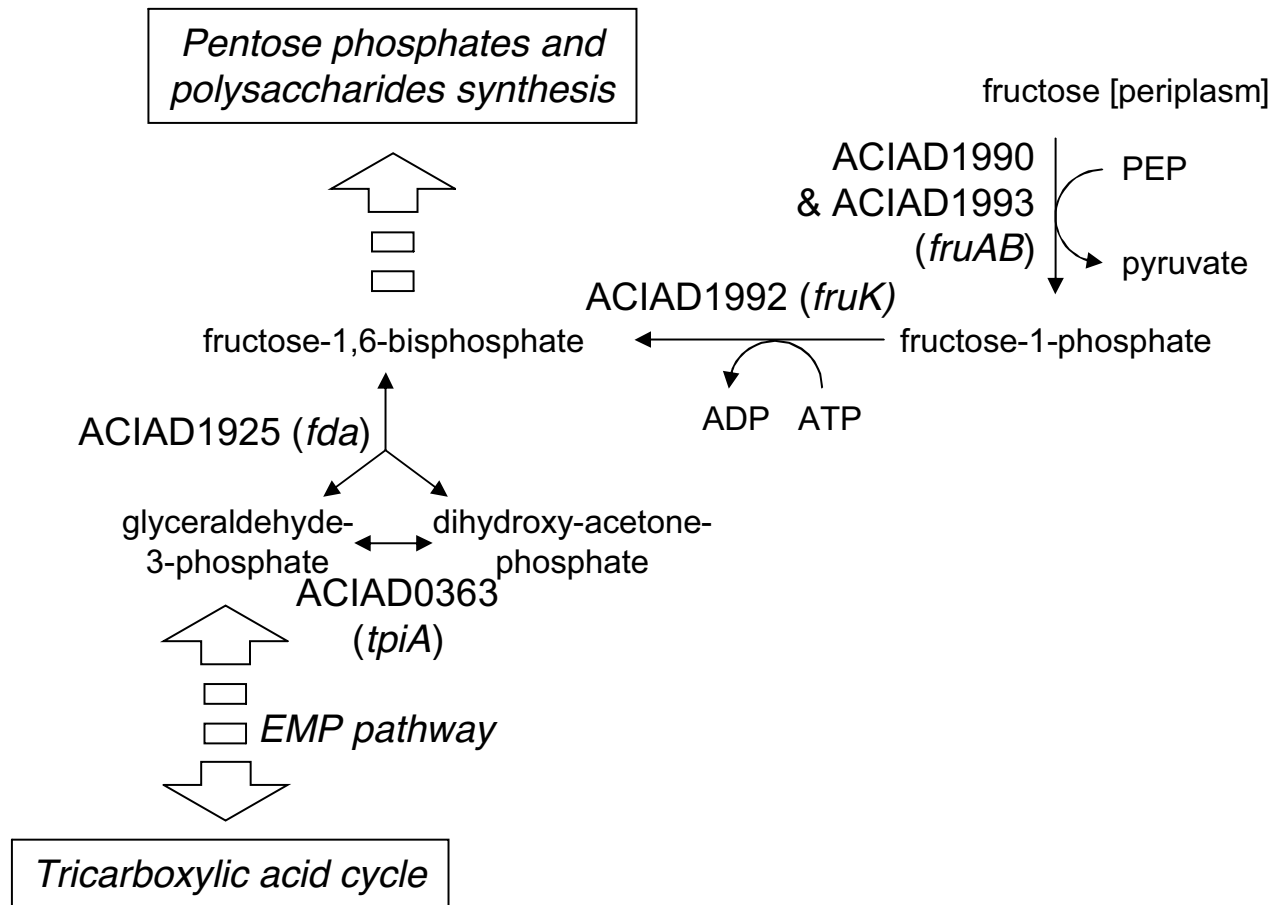 Pentose phosphates and
polysaccharides synthesis
fructose [periplasm]
ACIAD1990
& ACIAD1993
(fruAB)
PEP
pyruvate
ACIAD1992 (fruK)
fructose-1,6-bisphosphate
fructose-1-phosphate
ADP
ATP
ACIAD1925 (fda)
glyceraldehyde-
3-phosphate
dihydroxy-acetone-
phosphate
ACIAD0363
(tpiA)
EMP pathway
Tricarboxylic acid cycle